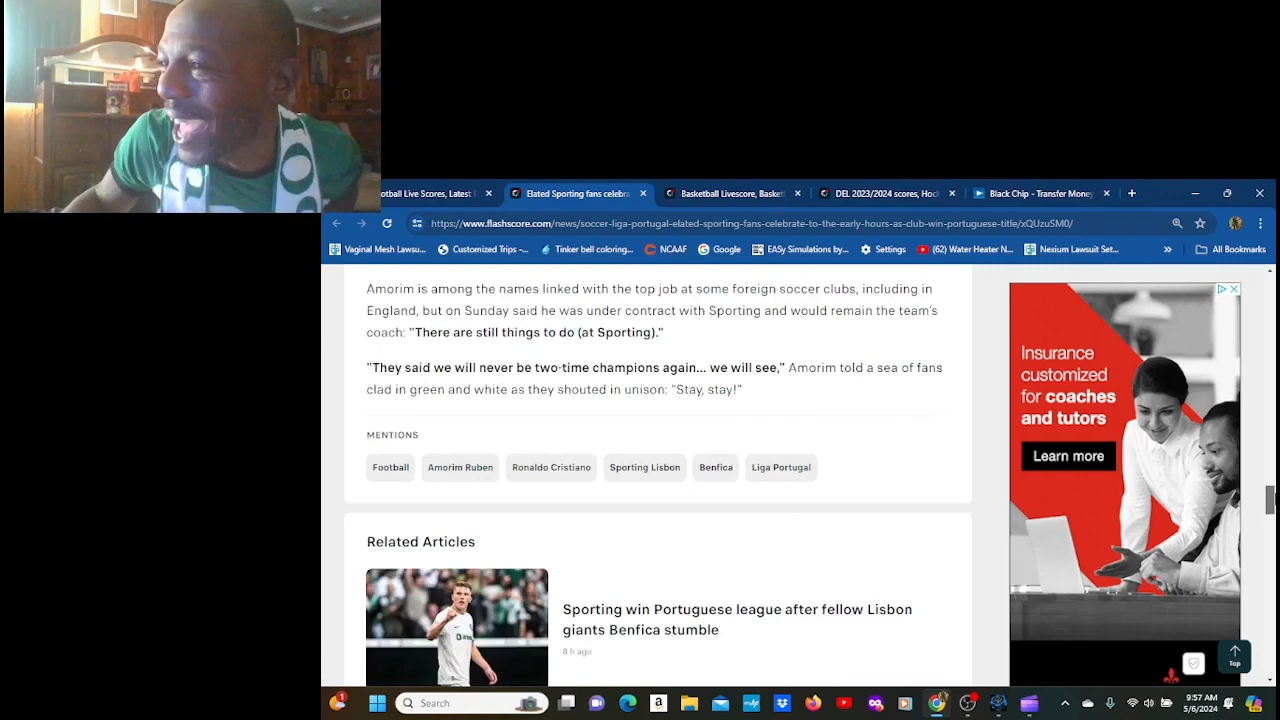 otball Live Scores, Latest
Elated Sporting fans celebra
Basketball Livescore, Basket
DEL 2023/2024 scores, Hoc
Black Chip - Transfer Money
https://www.flashscore.com/news/soccer-liga-portugal-elated-sporting-fans-celebrate-to-the-early-hours-as-club-win-portuguese-title/xQUzuSM0/
Vaginal Mesh Lawsu...
Customized Trips -...
Tinker bell coloring...
NCAAF
Google
EASy Simulations by...
Settings
(62) Water Heater N...
Nexium Lawsuit Set...
»
All Bookmarks
Amorim is among the names linked with the top job at some foreign soccer clubs, including in
England, but on Sunday said he was under contract with Sporting and would remain the team's
coach: "There are still things to do (at Sporting)."
"They said we will never be two-time champions again... we will see," Amorim told a sea of fans
clad in green and white as they shouted in unison: "Stay, stay!"
MENTIONS
Football
Amorim Ruben
Ronaldo Cristiano
Sporting Lisbon
Benfica
Liga Portugal
Related Articles
Sporting win Portuguese league after fellow Lisbon
giants Benfica stumble
8 h ago
Insurance
customized
for coaches
and tutors
Learn more
Top
Search
9:57 AM
5/6/2024